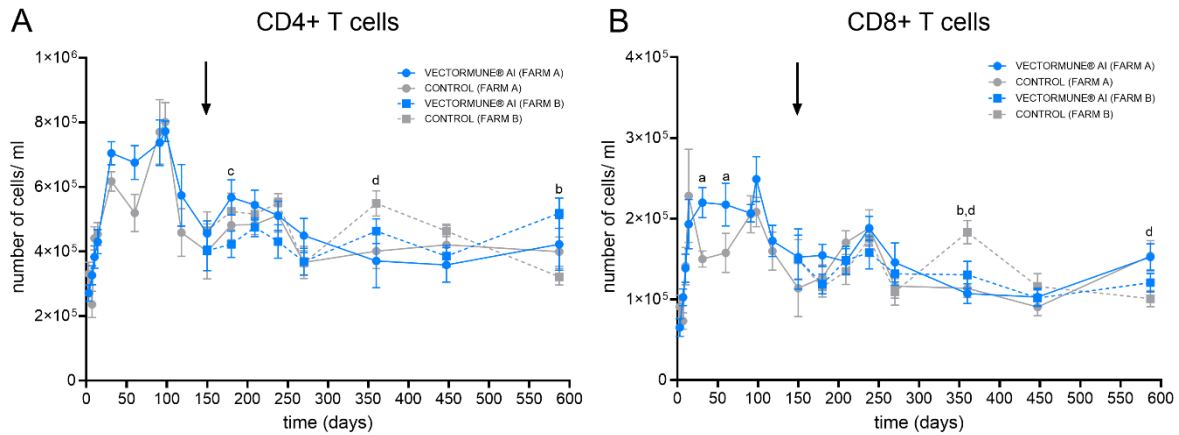 A
CD4+ T cells
number of cells/ ml
1×10⁶
8×10⁵
6×10⁵
4×10⁵
2×10⁵
0
VECTORMUNE® AI (FARM A)
CONTROL (FARM A)
VECTORMUNE® AI (FARM B)
CONTROL (FARM B)
c
d
b
0 50 100 150 200 250 300 350 400 450 500 550 600
time (days)
B
CD8+ T cells
number of cells/ ml
4×10⁵
3×10⁵
2×10⁵
1×10⁵
0
VECTORMUNE® AI (FARM A)
CONTROL (FARM A)
VECTORMUNE® AI (FARM B)
CONTROL (FARM B)
a a
b,d
d
0 50 100 150 200 250 300 350 400 450 500 550 600
time (days)